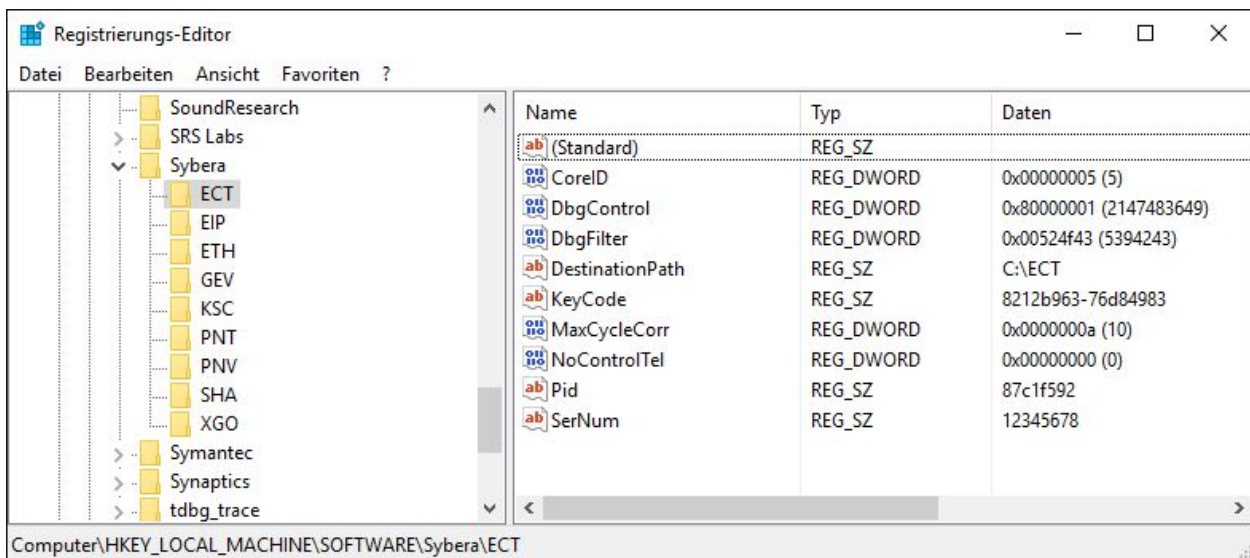 Registrierungs-Editor
Datei Bearbeiten Ansicht Favoriten ?
SoundResearch
SRS Labs
Sybera
ECT
EIP
ETH
GEV
KSC
PNT
PNV
SHA
XGO
Symantec
Synaptics
tdbg_trace
Name Typ Daten
(Standard) REG_SZ
CoreID REG_DWORD 0x00000005 (5)
DbgControl REG_DWORD 0x80000001 (2147483649)
DbgFilter REG_DWORD 0x00524f43 (5394243)
DestinationPath REG_SZ C:\ECT
KeyCode REG_SZ 8212b963-76d84983
MaxCycleCorr REG_DWORD 0x0000000a (10)
NoControlTel REG_DWORD 0x00000000 (0)
Pid REG_SZ 87c1f592
SerNum REG_SZ 12345678
Computer\HKEY_LOCAL_MACHINE\SOFTWARE\Sybera\ECT